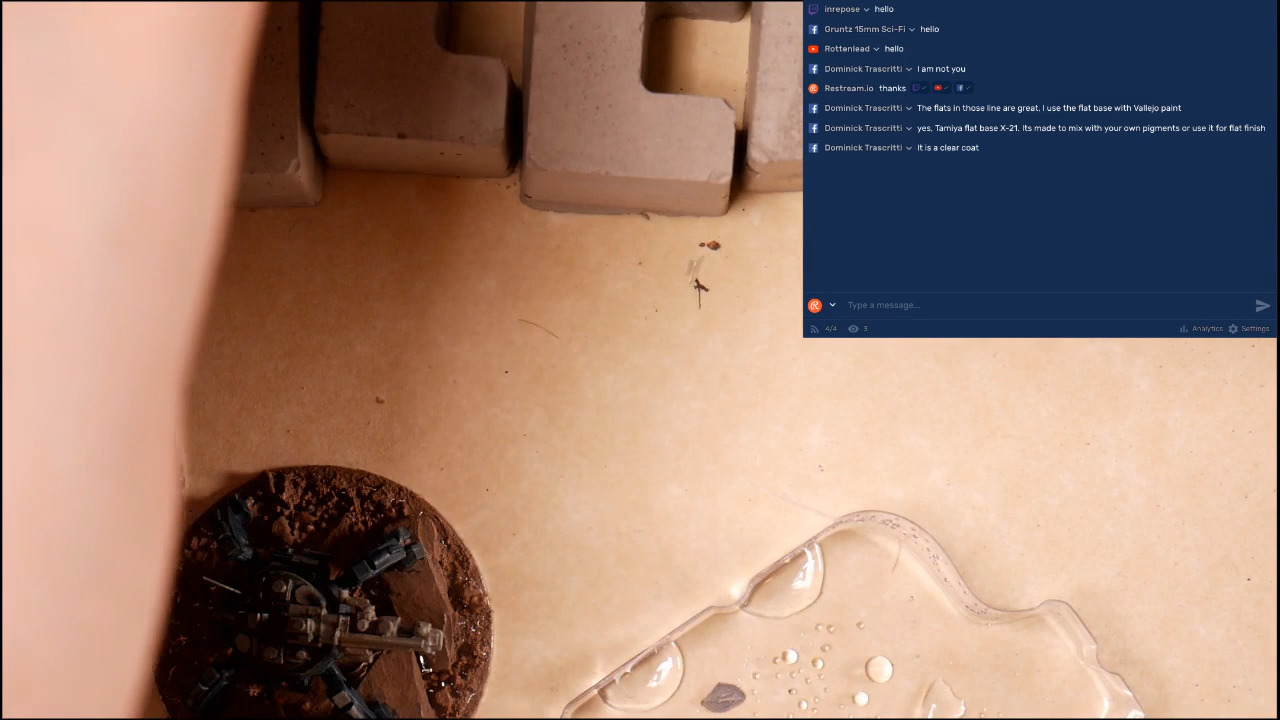 inrepose hello
Gruntz 15mm Sci-Fi hello
Rottenlead hello
Dominick Trascritti I am not you
Restream.io thanks
Dominick Trascritti The flats in those line are great. I use the flat base with Vallejo paint
Dominick Trascritti yes, Tamiya flat base X-21. Its made to mix with your own pigments or use it for flat finish
Dominick Trascritti It is a clear coat
Type a message...
4/4 3 Analytics Settings